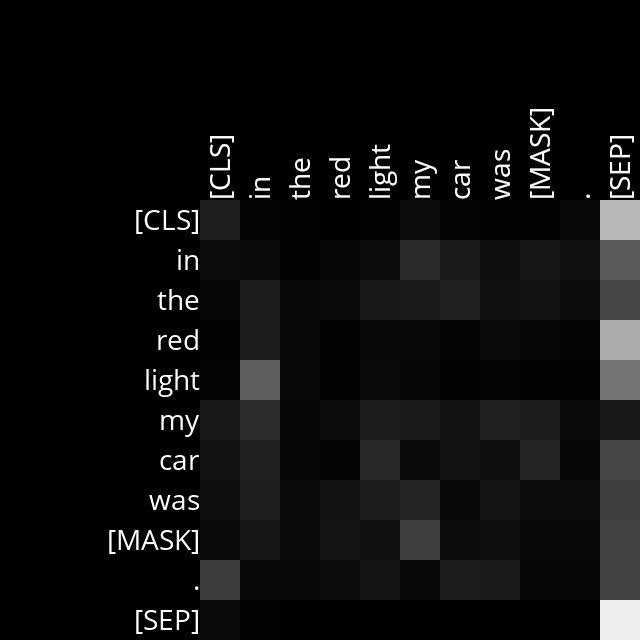 [CLS] in the red light my car was [MASK] . [SEP]
[CLS]
in
the
red
light
my
car
was
[MASK]
.
[SEP]